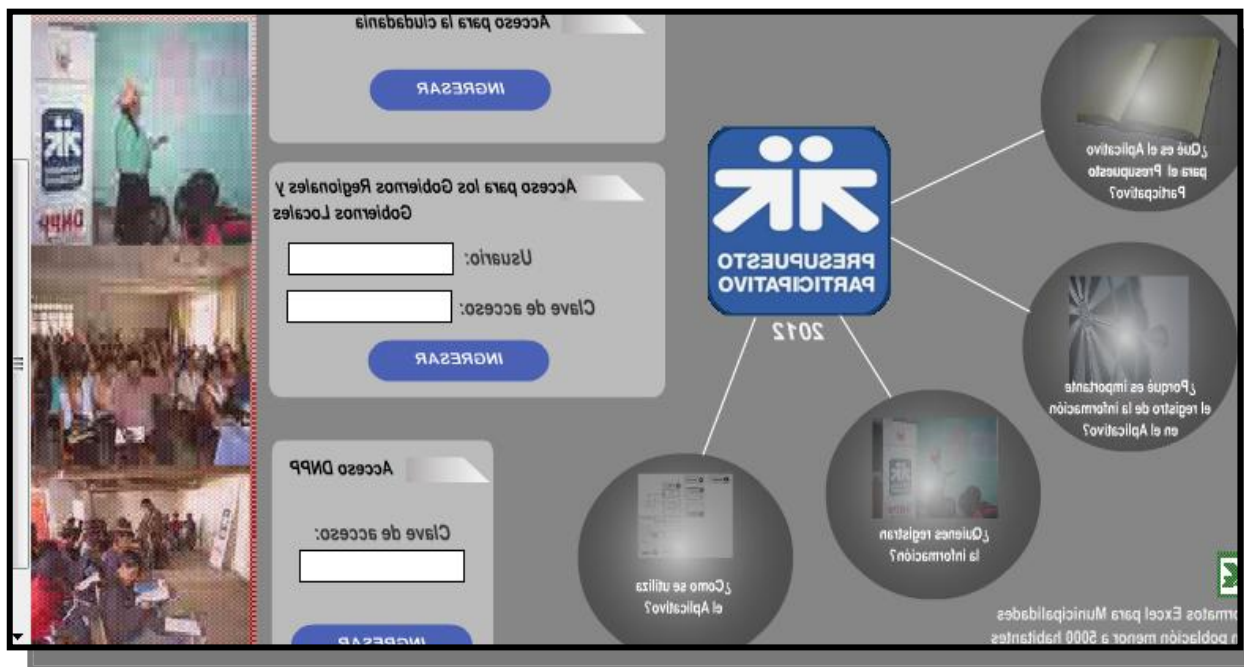 ¿Qué es el Aplicativo
para el Presupuesto
Particpativo?
¿Porqué es importante
el registro de la información
en el Aplicativo?
¿Quienes registran
la información?
¿Como se utiliza
el Aplicativo?
PRESUPUESTO
PARTICIPATIVO
2012
Excel para Municipalidades
población menor a 5000 habitantes
Acceso para la ciudadanía
INGRESAR
Acceso para los Gobiernos Regionales y
Gobiernos Locales
Usuario:
Clave de acceso:
INGRESAR
Acceso DNPP
Clave de acceso:
INGRESAR
DNPP